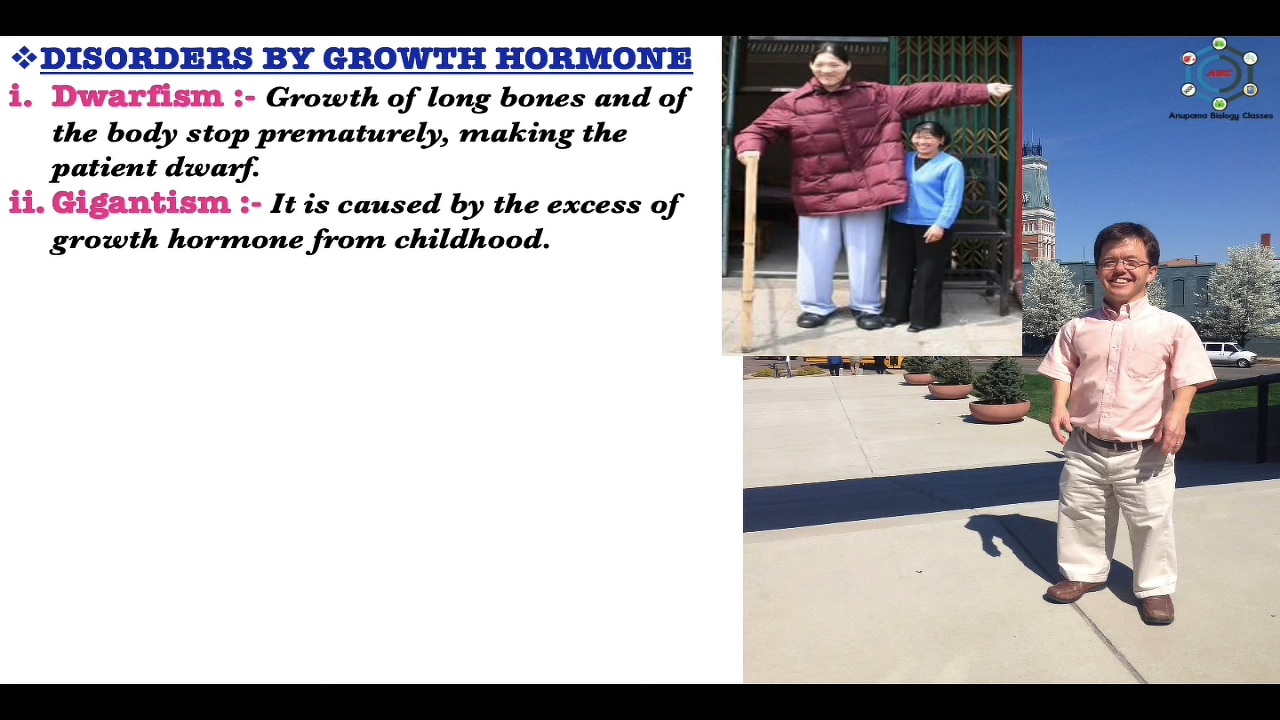 ❖DISORDERS BY GROWTH HORMONE
i. Dwarfism :- Growth of long bones and of
the body stop prematurely, making the
patient dwarf.
ii. Gigantism :- It is caused by the excess of
growth hormone from childhood.
ABC
Anupama Biology Classes